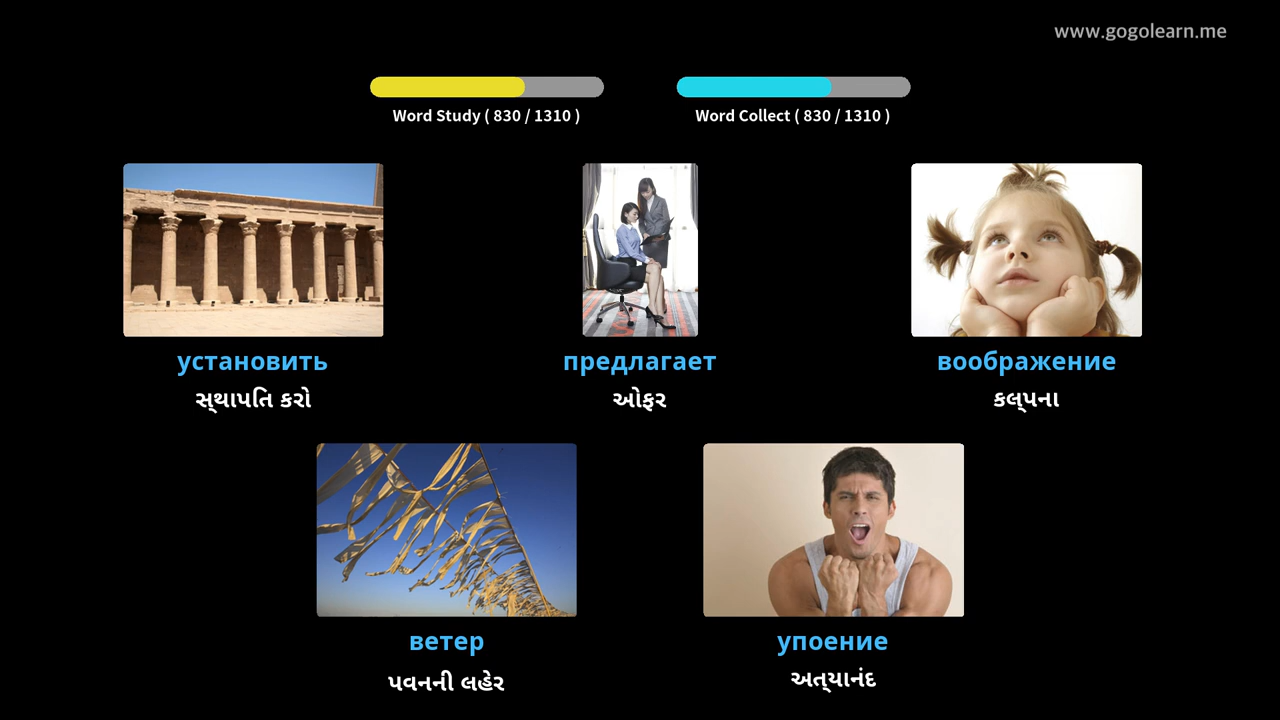 www.gogolearn.me
Word Study ( 830 / 1310 )
Word Collect ( 830 / 1310 )
установить
предлагает
воображение
સ્થાપતિ કરો
ઓફર
કલ્પના
ветер
упоение
પવનની લહેર
અત્યાનંદ